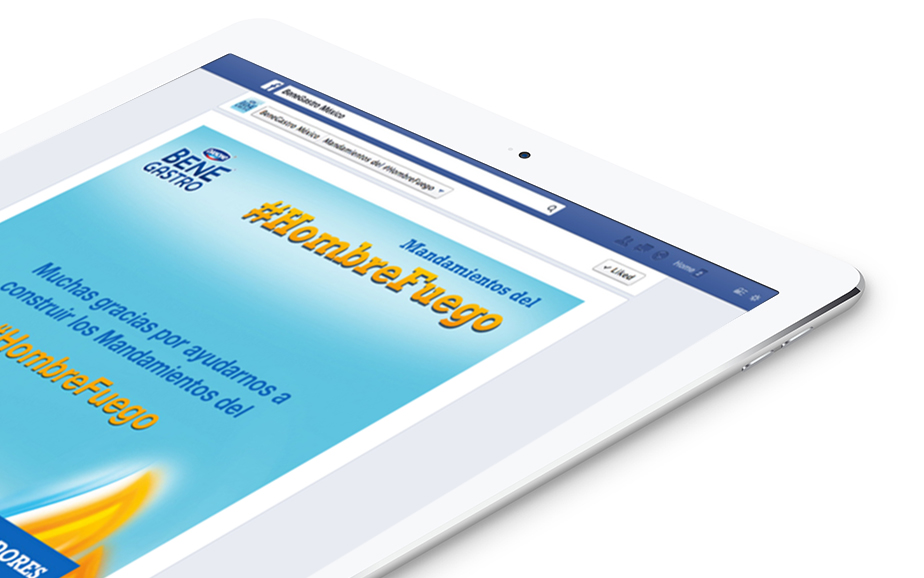 f BeneGastro México
BeneGastro México Mandamientos del #HombreFuego
Liked
Home
DANONE
BENE
GASTRO
Mandamientos del
#HombreFuego
Muchas gracias por ayudarnos a
construir los Mandamientos del
#HombreFuego